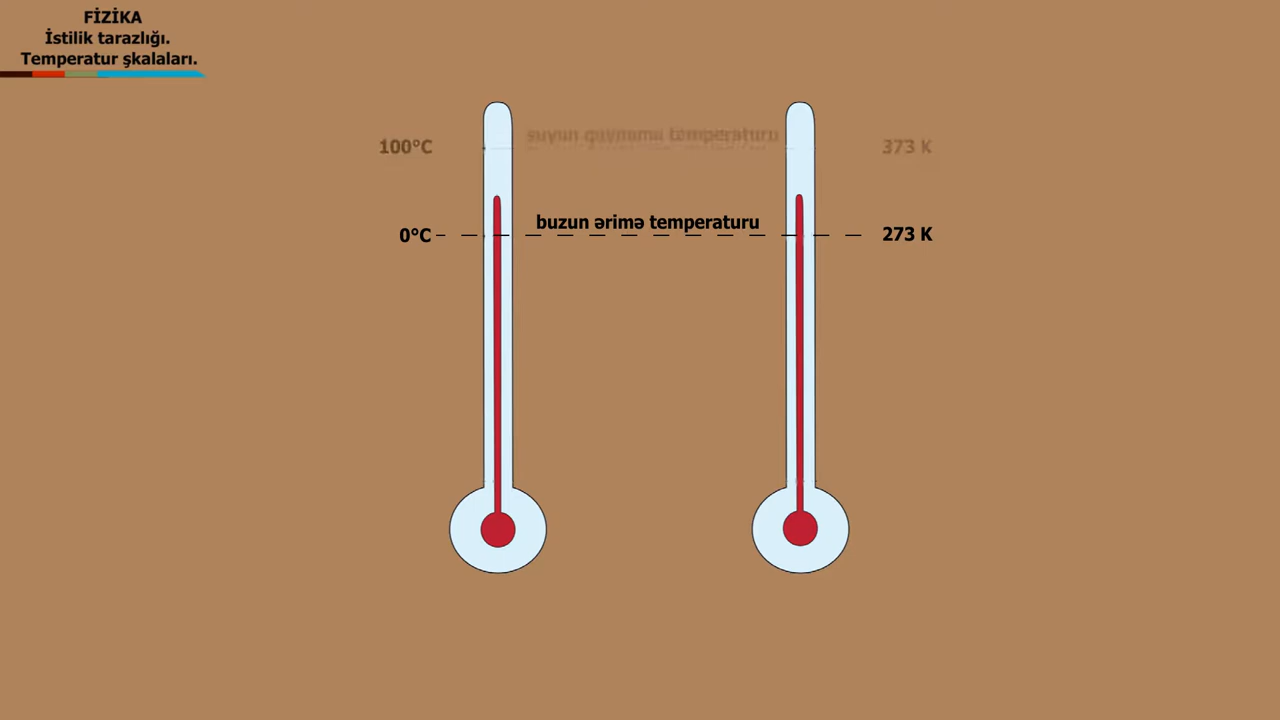 FİZİKA
İstilik tarazlığı.
Temperatur şkalaları.
100°C suyun qaynama temperaturu 373 K
0°C buzun ərimə temperaturu 273 K